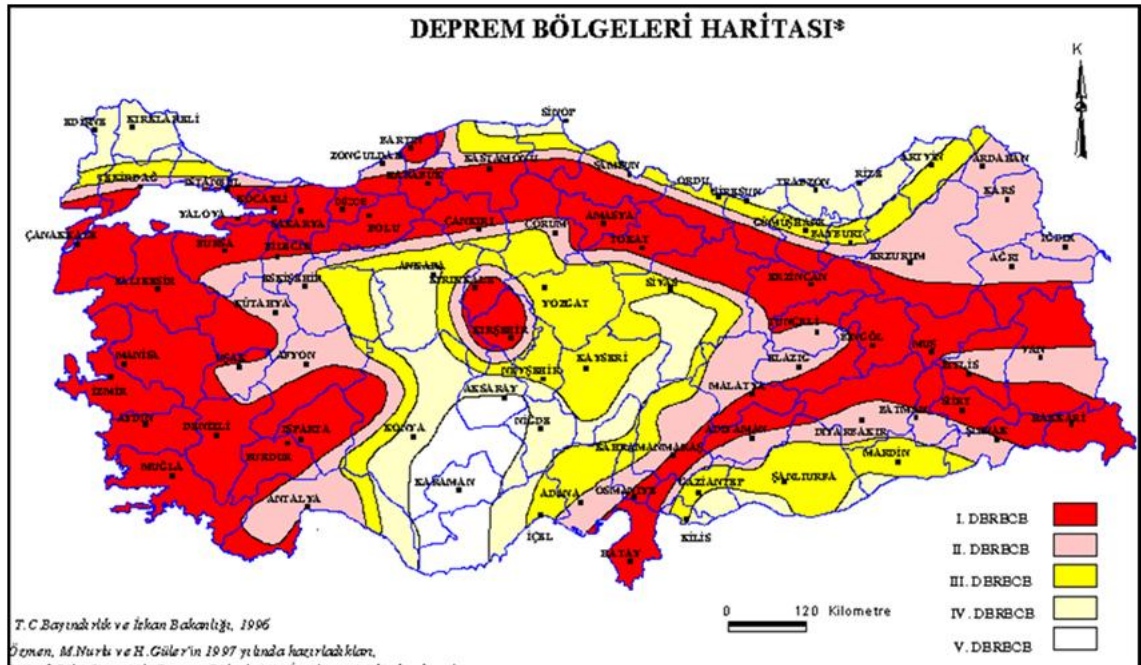 DEPREM BÖLGELERİ HARİTASI*
K
SİNOP
EDİRNE
KIRKLARELİ
BARTIN
ZONGULDAK
KASTAMONU
SAMSUN
ARTVİN
ARDAHAN
TEKİRDAĞ
İSTANBUL
KARABÜK
ORDU
GİRESUN
TRABZON
RİZE
KARS
KOCAELİ
YALOVA
SAKARYA
BOLU
ÇANKIRI
ÇORUM
AMASYA
TOKAT
GÜMÜŞHANE
BAYBURT
ÇANAKKALE
BURSA
BİLECİK
ERZURUM
IĞDIR
AĞRI
BALIKESİR
ESKİŞEHİR
ANKARA
KIRIKKALE
YOZGAT
SİVAS
ERZİNCAN
KÜTAHYA
KIRŞEHİR
TUNCELİ
BİNGÖL
MUŞ
VAN
MANİSA
UŞAK
AFYON
NEVŞEHİR
KAYSERİ
ELAZIĞ
BİTLİS
İZMİR
AKSARAY
MALATYA
SİİRT
AYDIN
DENİZLİ
ISPARTA
KONYA
NİĞDE
KAHRAMANMARAŞ
ADIYAMAN
DİYARBAKIR
BATMAN
ŞIRNAK
HAKKARİ
MUĞLA
BURDUR
MARDİN
ANTALYA
KARAMAN
ADANA
OSMANİYE
GAZİANTEP
ŞANLIURFA
İÇEL
KİLİS
HATAY
I. DBRBCB
II. DBRBCB
III. DBRBCB
IV. DBRBCB
V. DBRBCB
0 120 Kilometre
T.C.Bayındırlık ve İskan Bakanlığı, 1996
Özmen, M.Nurlu ve H.Güler'in 1997 yılında hazırladıkları,